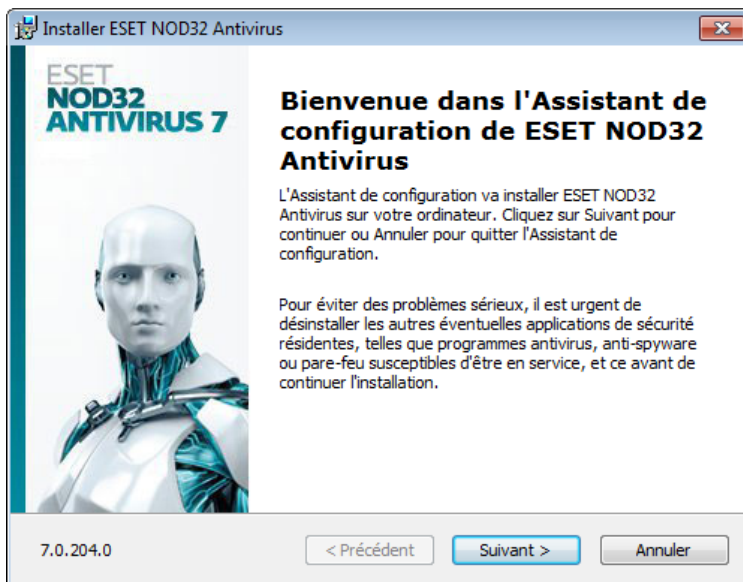 Installer ESET NOD32 Antivirus
ESET
NOD32
ANTIVIRUS 7
Bienvenue dans l'Assistant de
configuration de ESET NOD32
Antivirus
L'Assistant de configuration va installer ESET NOD32
Antivirus sur votre ordinateur. Cliquez sur Suivant pour
continuer ou Annuler pour quitter l'Assistant de
configuration.
Pour éviter des problèmes sérieux, il est urgent de
désinstaller les autres éventuelles applications de sécurité
résidentes, telles que programmes antivirus, anti-spyware
ou pare-feu susceptibles d'être en service, et ce avant de
continuer l'installation.
7.0.204.0
< Précédent
Suivant >
Annuler